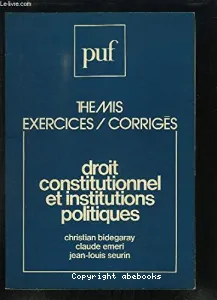 puf
THEMIS
EXERCICES / CORRIGÉS
droit
constitutionnel
et institutions
politiques
christian bidegaray
claude emeri
jean-louis seurin
Copyright abebooks